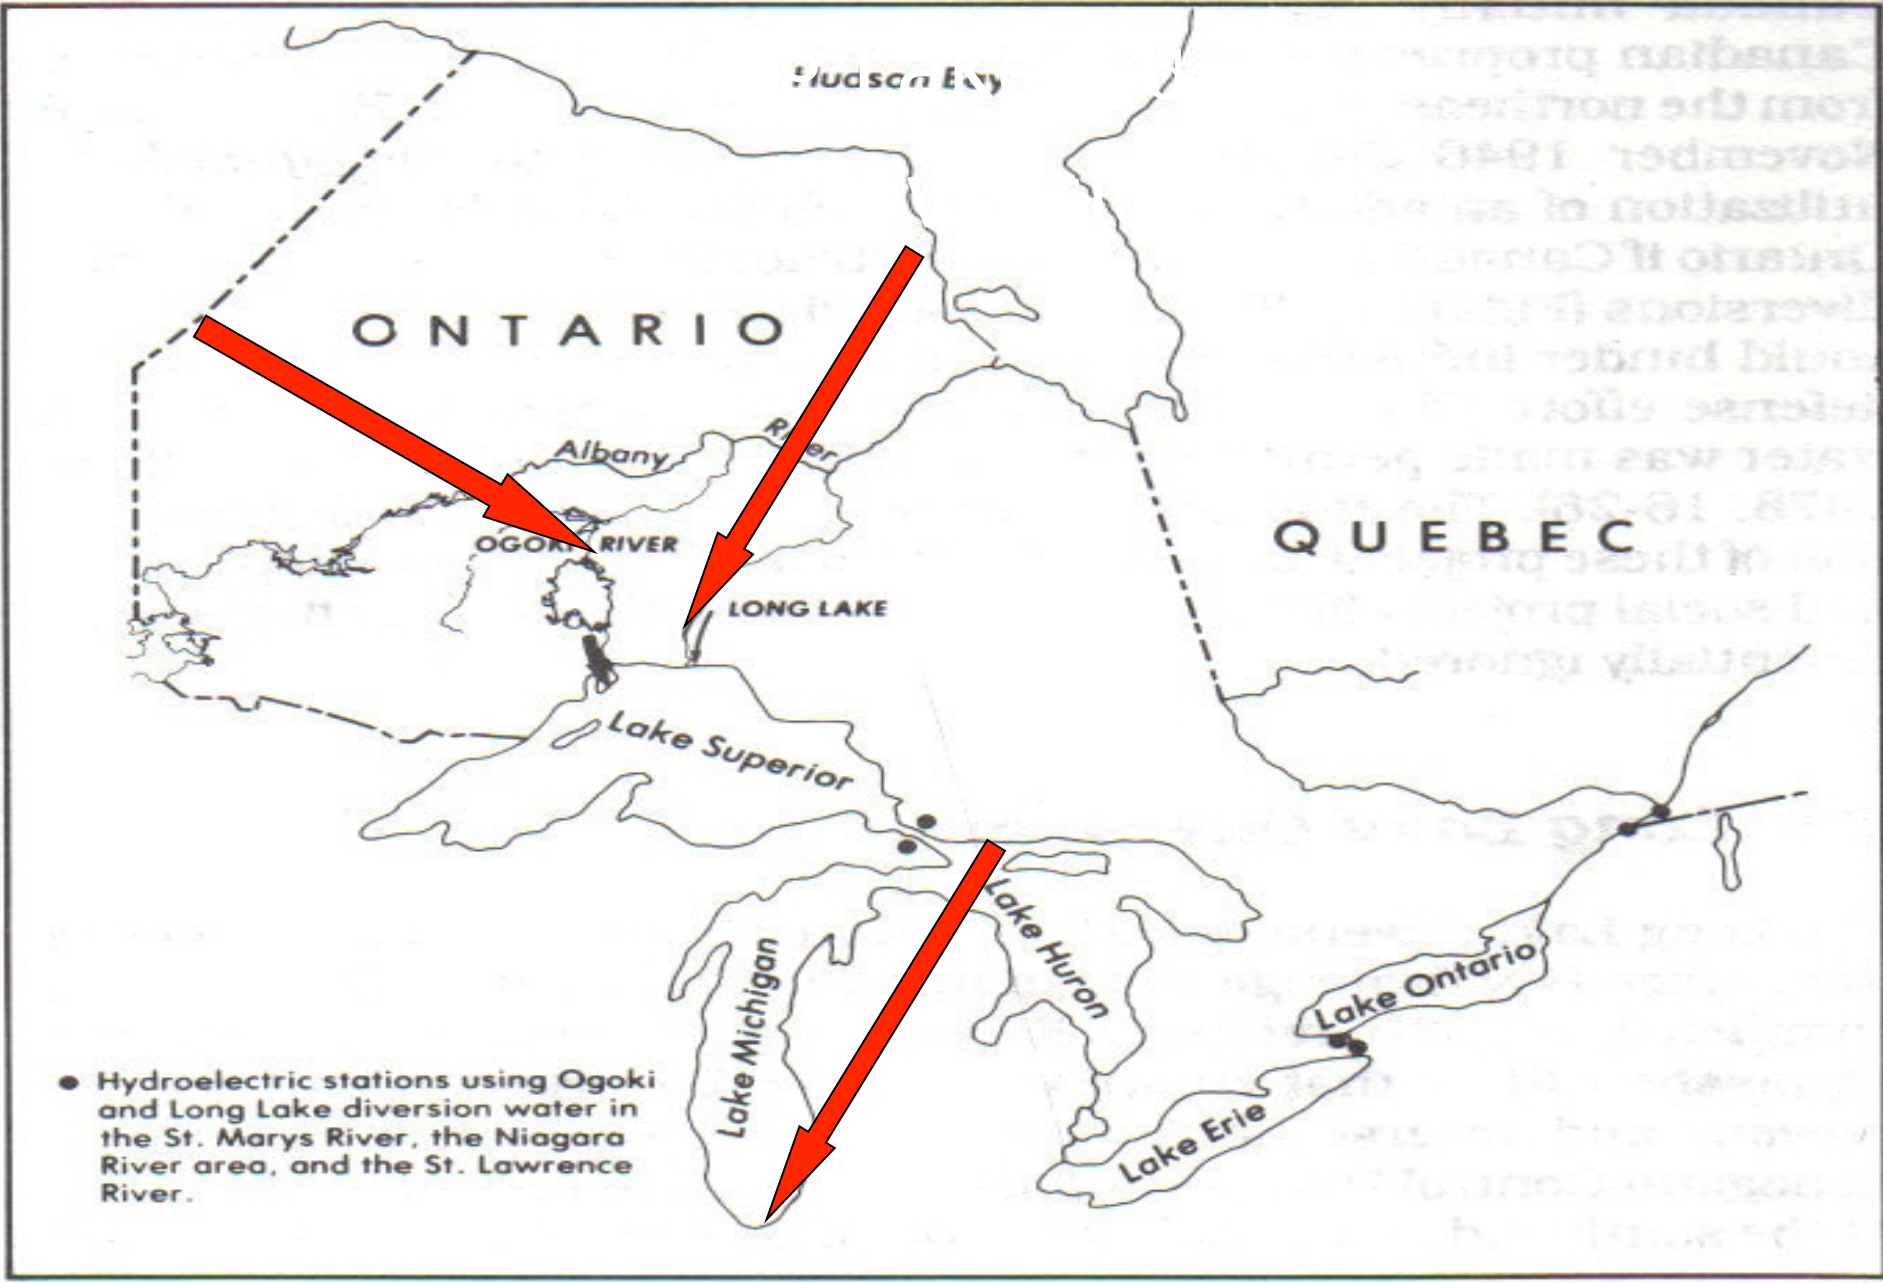 Hudson Bay
ONTARIO
Albany River
OGOKI RIVER
LONG LAKE
QUEBEC
Lake Superior
Lake Huron
Lake Michigan
Lake Ontario
Lake Erie
● Hydroelectric stations using Ogoki
and Long Lake diversion water in
the St. Marys River, the Niagara
River area, and the St. Lawrence
River.